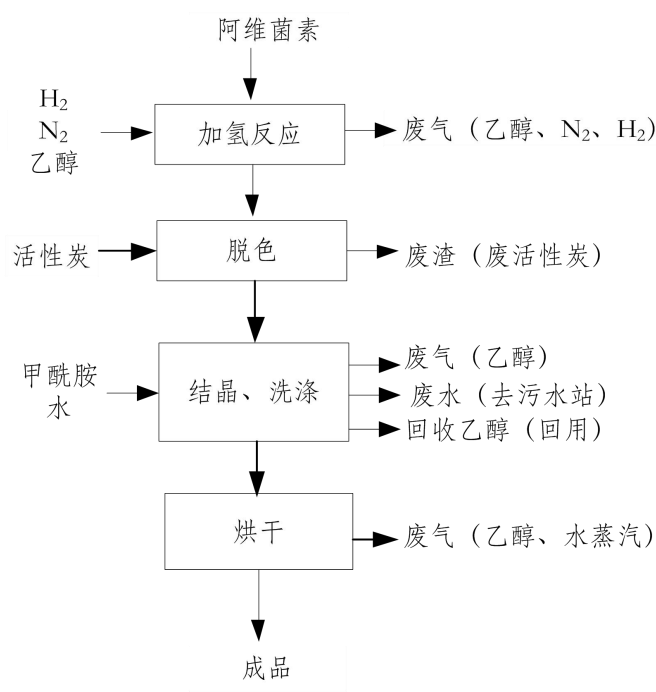 阿维菌素
H₂
N₂
乙醇
加氢反应
废气（乙醇、N₂、H₂）
活性炭
脱色
废渣（废活性炭）
甲酰胺
水
结晶、洗涤
废气（乙醇）
废水（去污水站）
回收乙醇（回用）
烘干
废气（乙醇、水蒸汽）
成品